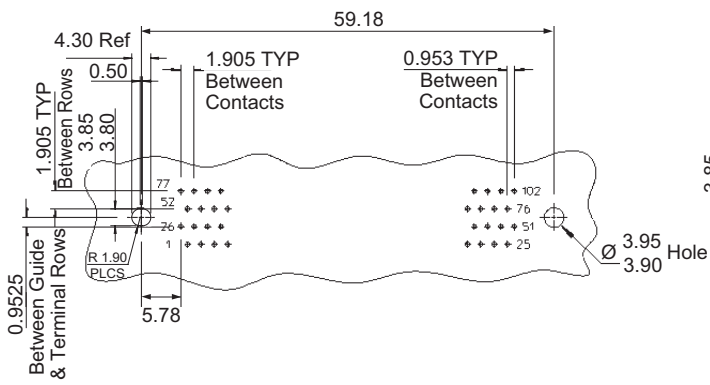 59.18
4.30 Ref
0.50
1.905 TYP
Between
Contacts
0.953 TYP
Between
Contacts
1.905 TYP
Between Rows
3.85
3.80
77
52
26
1
102
76
51
25
R 1.90
PLCS
5.78
0.9525
Between Guide
& Terminal Rows
Ø 3.95
3.90
Hole
3.85